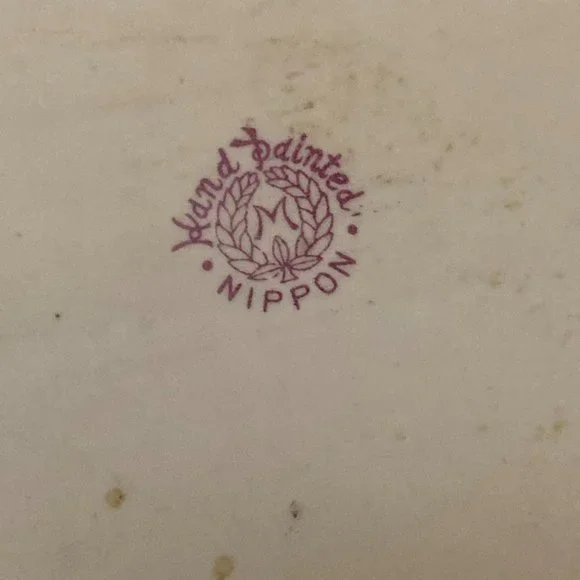 Hand Painted
M
• NIPPON •